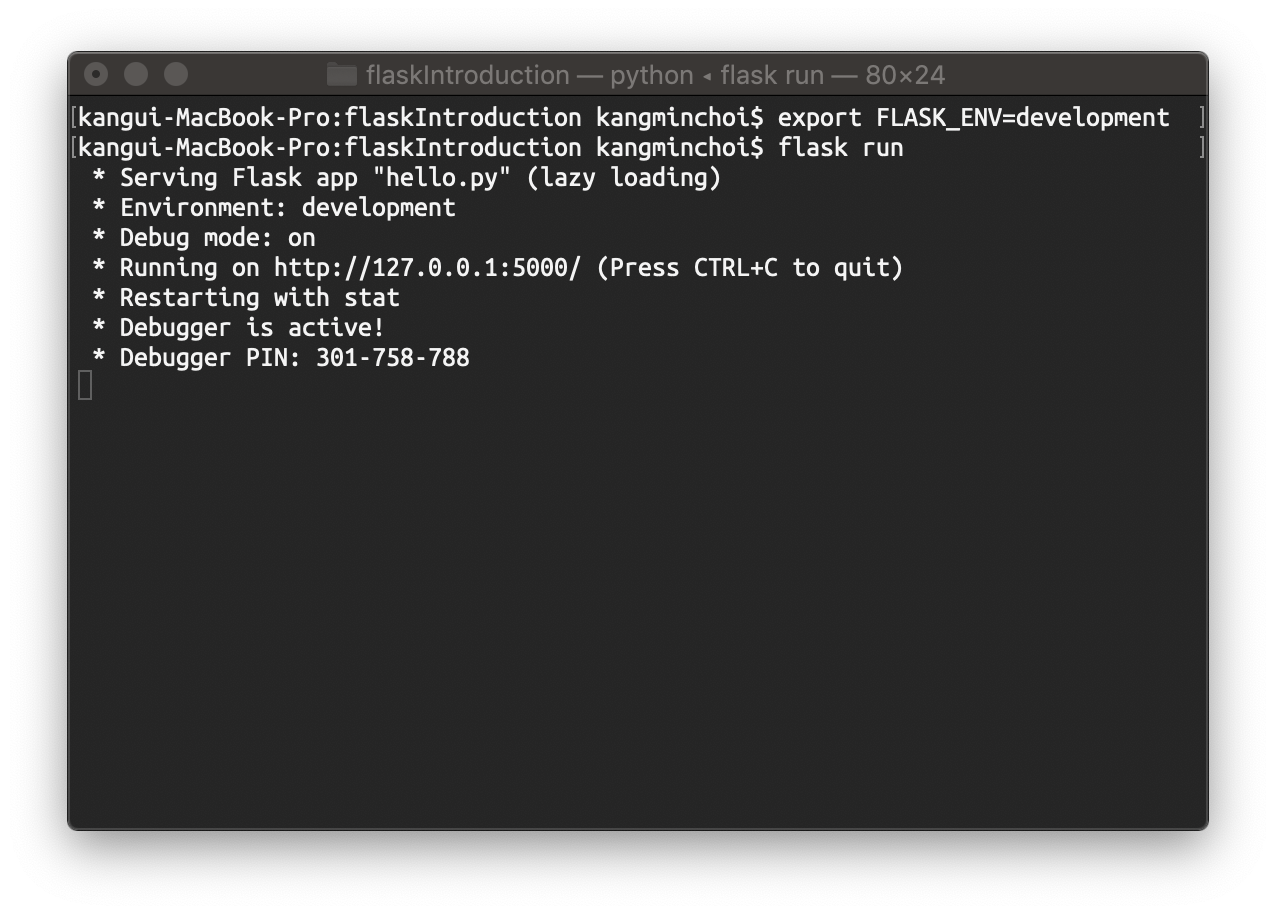 flaskIntroduction — python ◂ flask run — 80×24
[kangui-MacBook-Pro:flaskIntroduction kangminchoi$ export FLASK_ENV=development ]
[kangui-MacBook-Pro:flaskIntroduction kangminchoi$ flask run ]
* Serving Flask app "hello.py" (lazy loading)
* Environment: development
* Debug mode: on
* Running on http://127.0.0.1:5000/ (Press CTRL+C to quit)
* Restarting with stat
* Debugger is active!
* Debugger PIN: 301-758-788